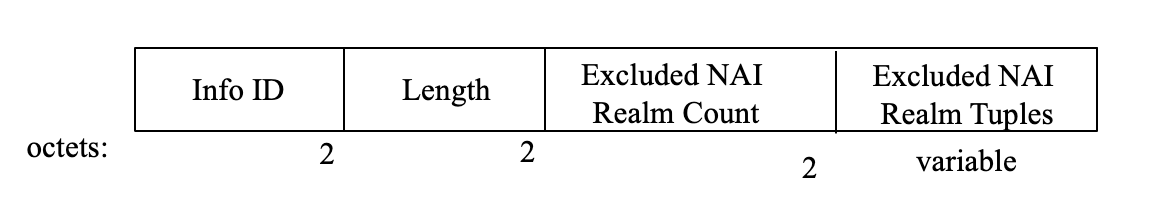 Info ID
Length
Excluded NAI
Realm Count
Excluded NAI
Realm Tuples
octets:
2
2
2
variable